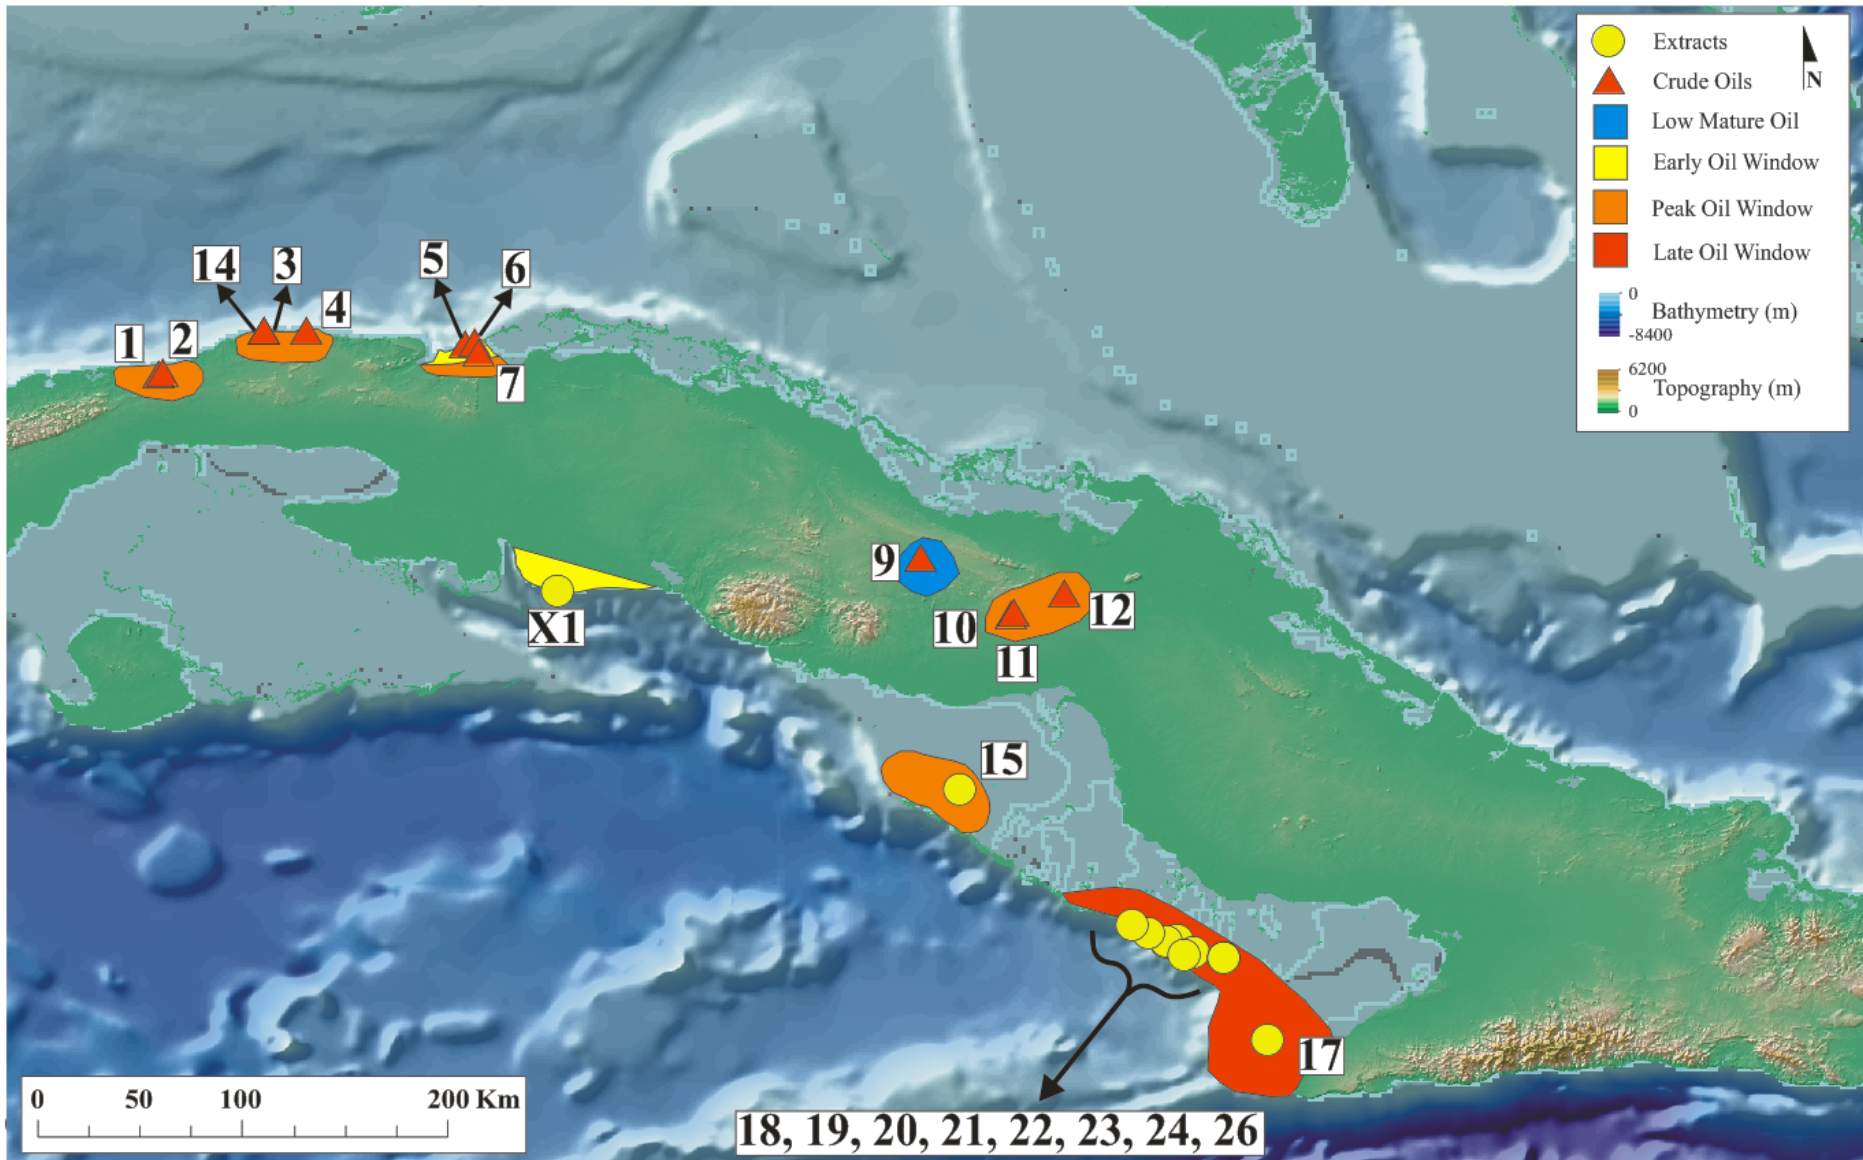 Extracts
Crude Oils
N
Low Mature Oil
Early Oil Window
Peak Oil Window
Late Oil Window
0
Bathymetry (m)
-8400
6200
Topography (m)
0
14
3
4
5
6
1
2
7
9
10
11
12
X1
15
17
18, 19, 20, 21, 22, 23, 24, 26
0 50 100 200 Km